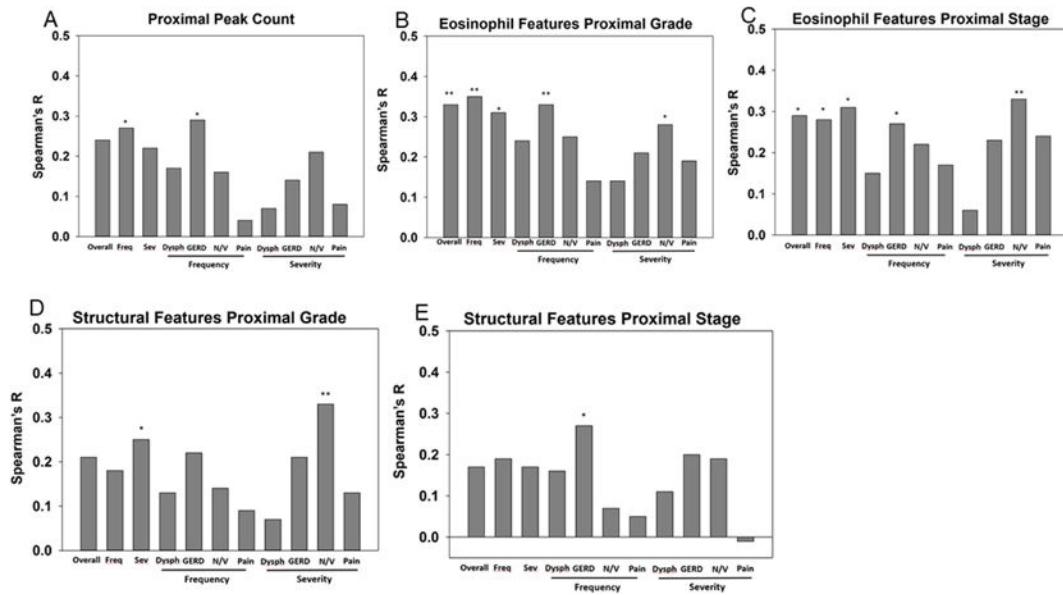 A
Proximal Peak Count
Spearman's R
0.5
0.4
0.3
0.2
0.1
0.0
*
*
Overall Freq Sev Dysph GERD N/V Pain Dysph GERD N/V Pain
Frequency Severity
B
Eosinophil Features Proximal Grade
Spearman's R
0.5
0.4
0.3
0.2
0.1
0.0
** ** * ** *
Overall Freq Sev Dysph GERD N/V Pain Dysph GERD N/V Pain
Frequency Severity
C
Eosinophil Features Proximal Stage
Spearman's R
0.5
0.4
0.3
0.2
0.1
0.0
* * * * **
Overall Freq Sev Dysph GERD N/V Pain Dysph GERD N/V Pain
Frequency Severity
D
Structural Features Proximal Grade
Spearman's R
0.5
0.4
0.3
0.2
0.1
0.0
* **
Overall Freq Sev Dysph GERD N/V Pain Dysph GERD N/V Pain
Frequency Severity
E
Structural Features Proximal Stage
Spearman's R
0.5
0.4
0.3
0.2
0.1
0.0
*
Overall Freq Sev Dysph GERD N/V Pain Dysph GERD N/V Pain
Frequency Severity